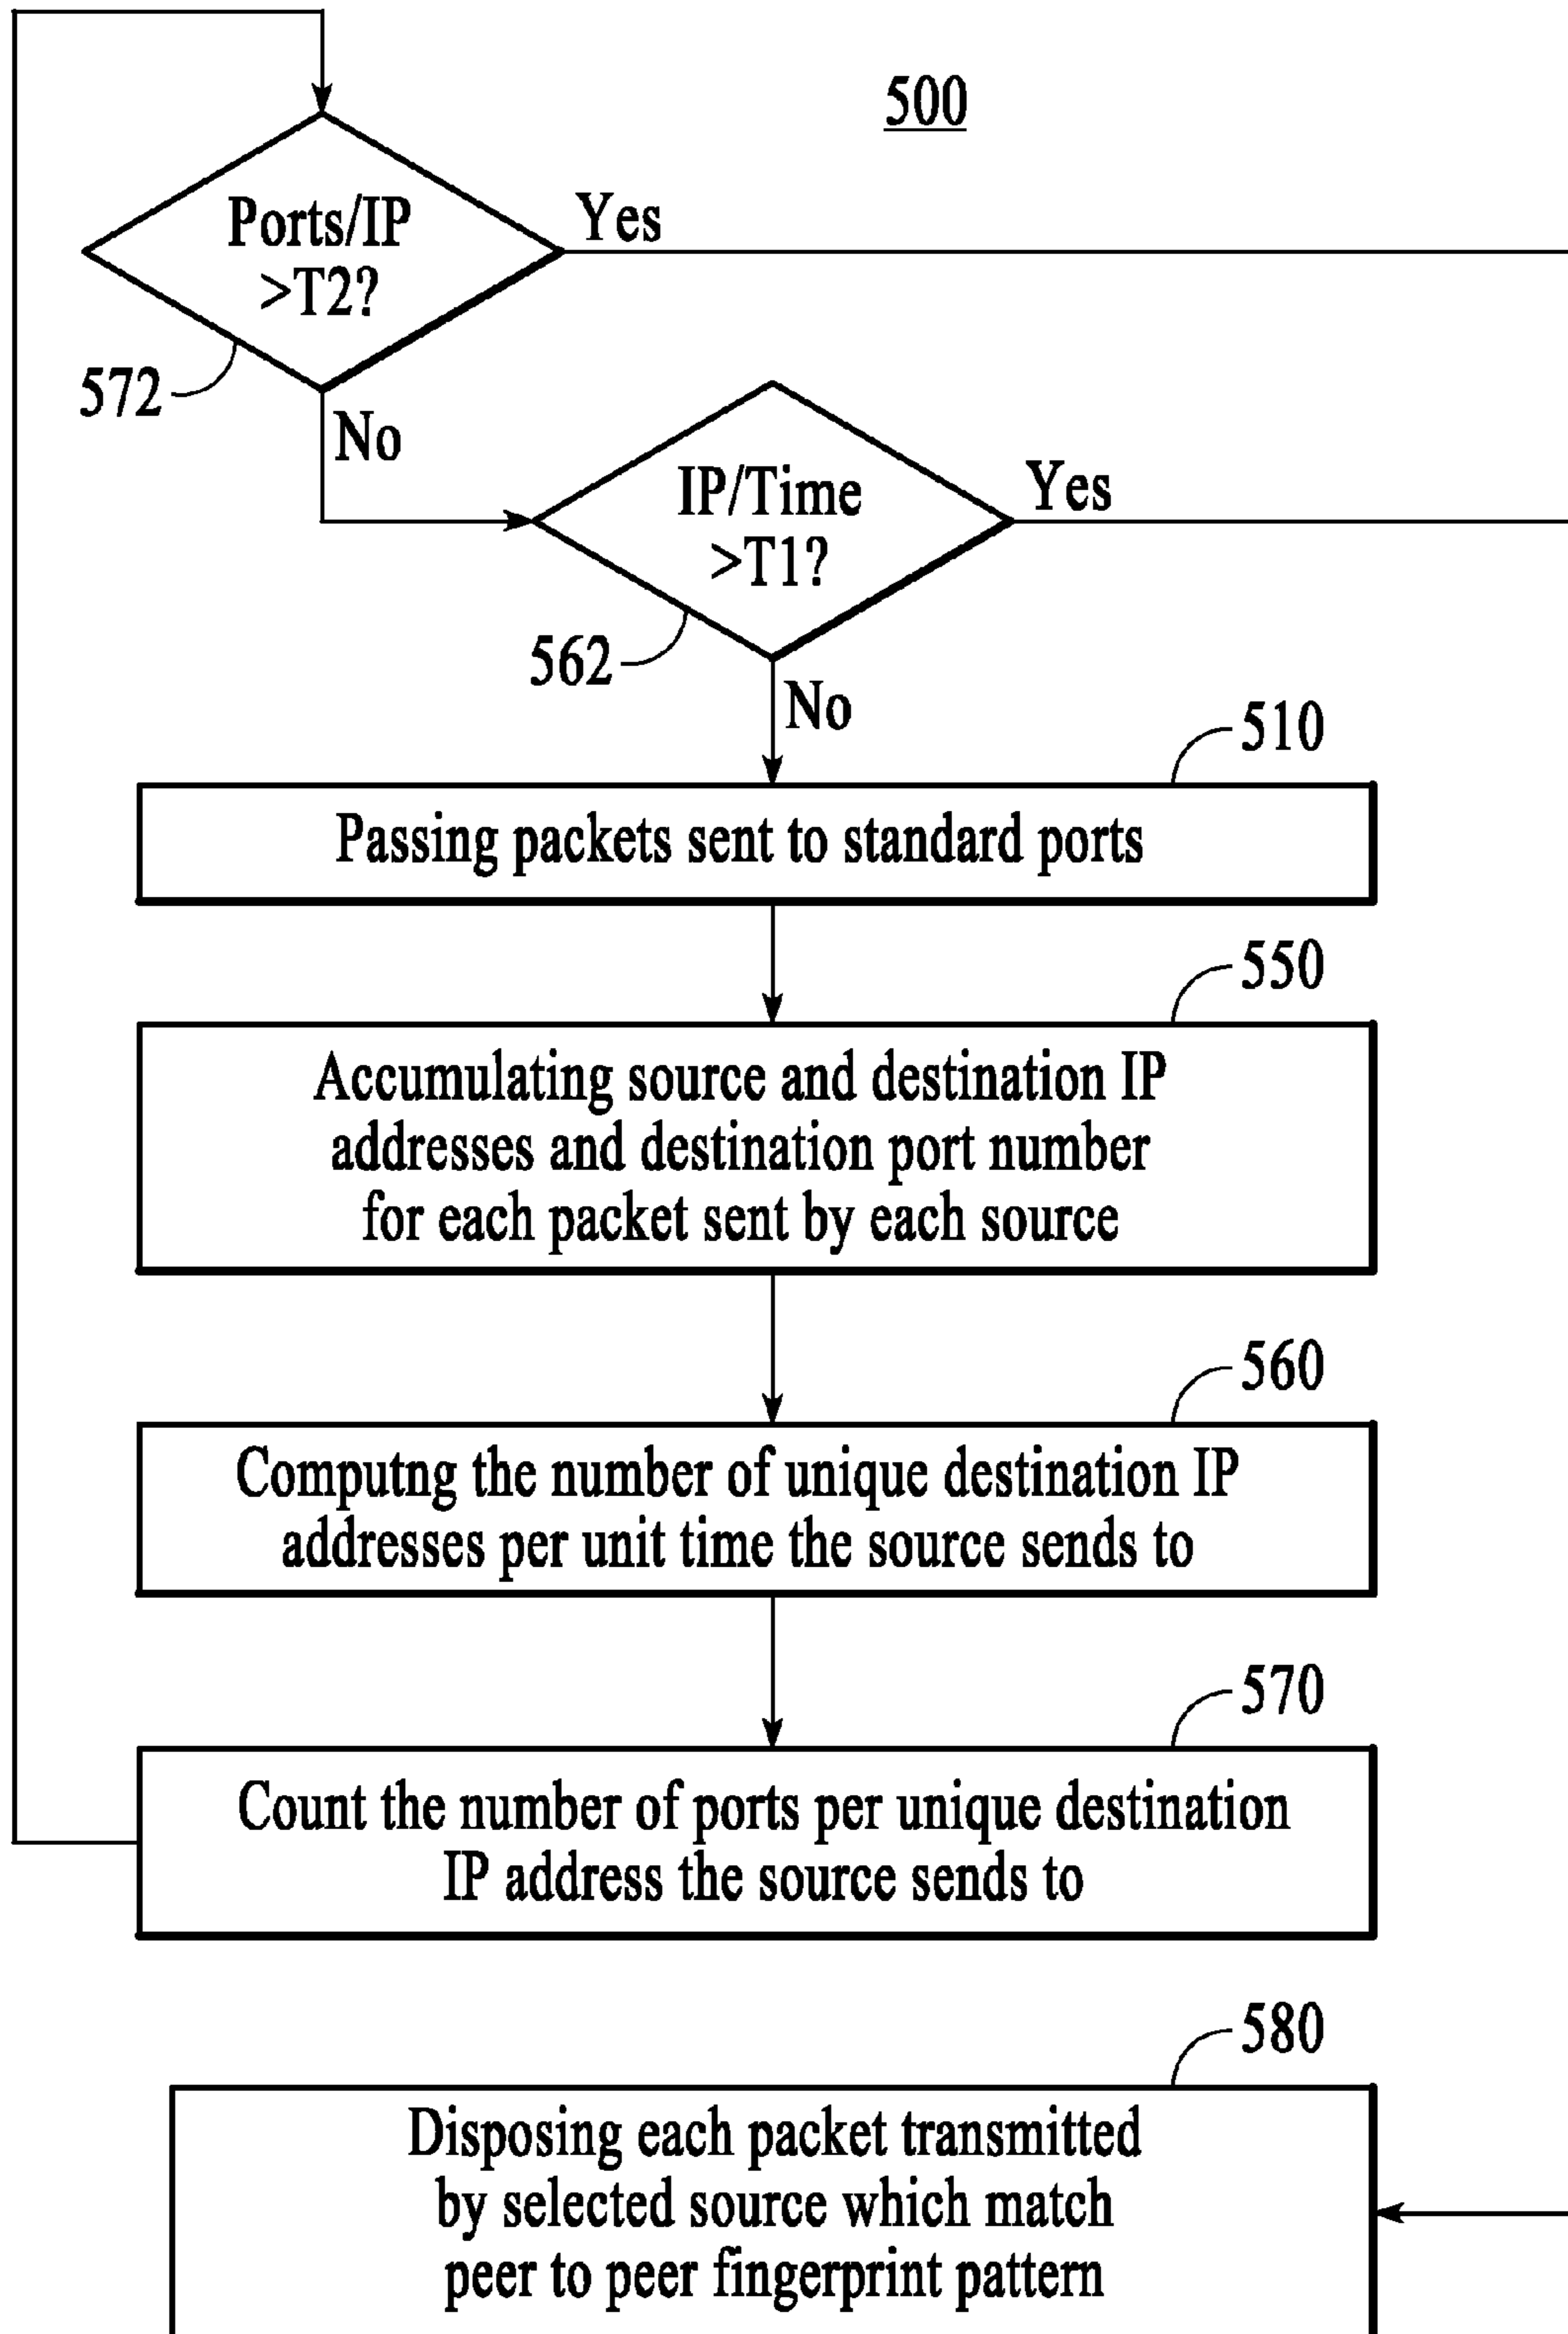 500
Ports/IP
>T2?
Yes
572
No
IP/Time
>T1?
Yes
562
No
510
Passing packets sent to standard ports
550
Accumulating source and destination IP
addresses and destination port number
for each packet sent by each source
560
Computng the number of unique destination IP
addresses per unit time the source sends to
570
Count the number of ports per unique destination
IP address the source sends to
580
Disposing each packet transmitted
by selected source which match
peer to peer fingerprint pattern